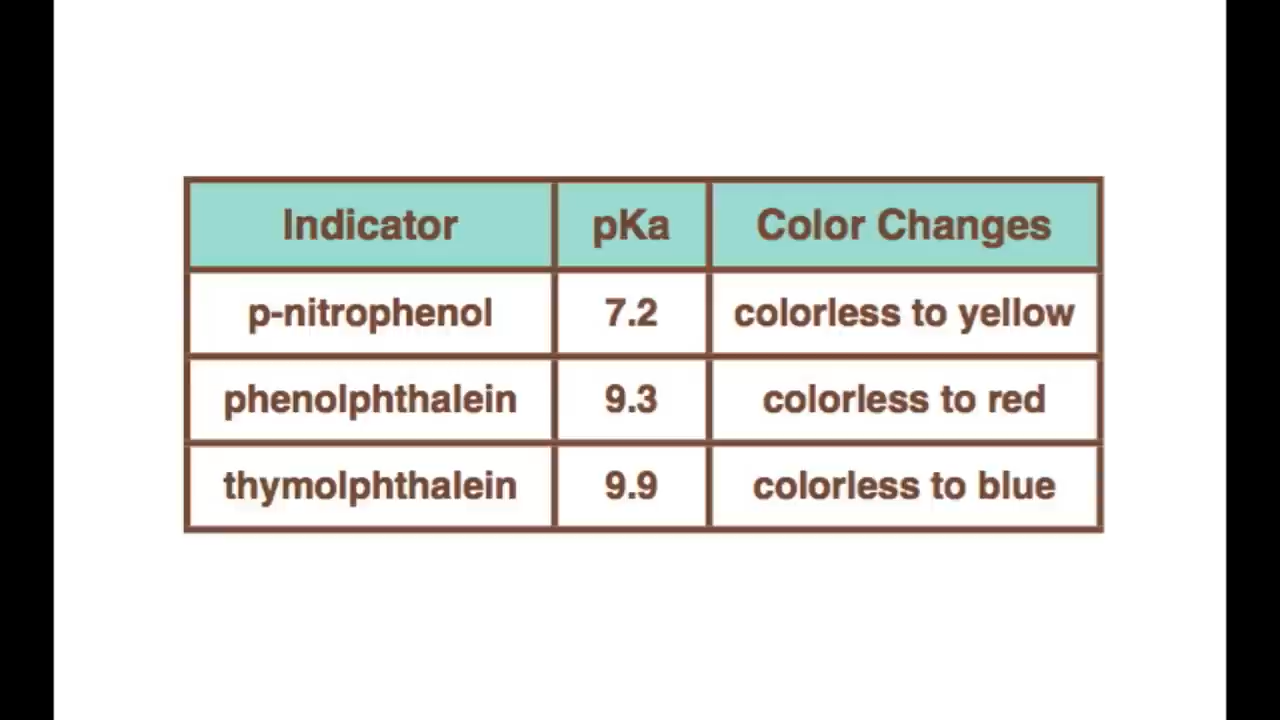 Indicator pKa Color Changes
p-nitrophenol 7.2 colorless to yellow
phenolphthalein 9.3 colorless to red
thymolphthalein 9.9 colorless to blue